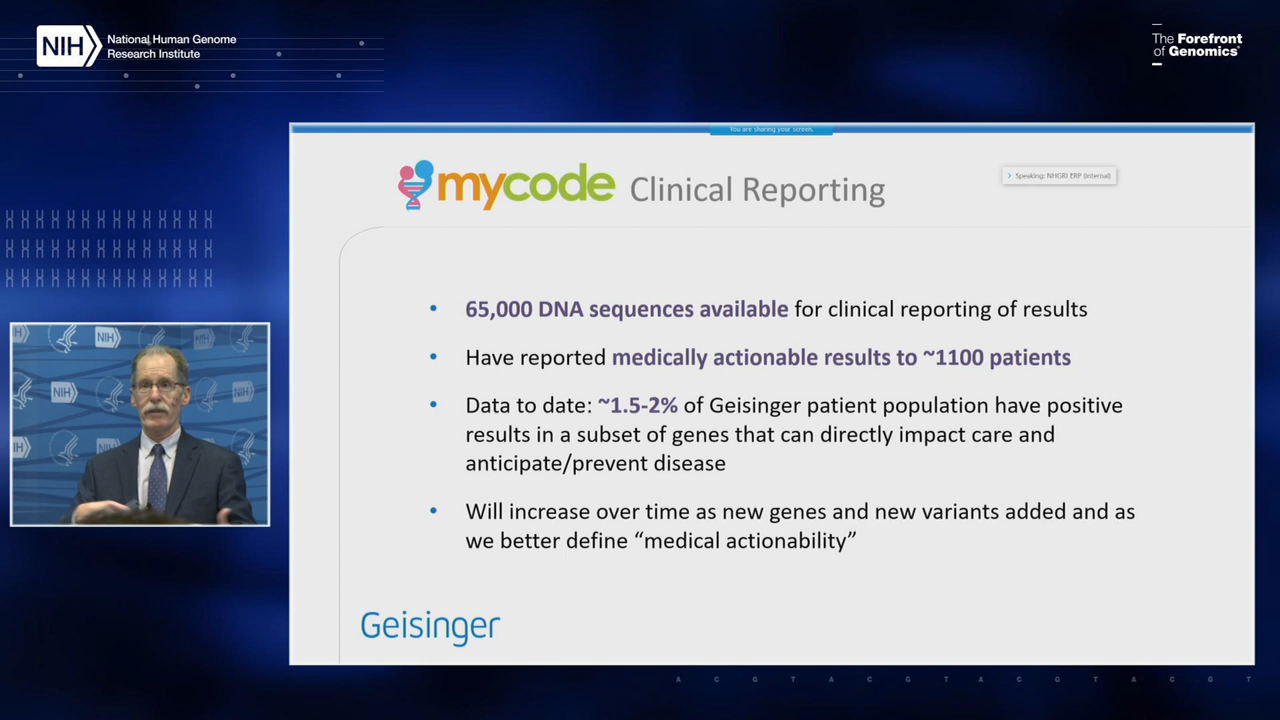 NIH
National Human Genome
Research Institute
The Forefront
of Genomics®
You are sharing your screen.
mycode Clinical Reporting
Speaking: NHGRI ERP (Internal)
• 65,000 DNA sequences available for clinical reporting of results
• Have reported medically actionable results to ~1100 patients
• Data to date: ~1.5-2% of Geisinger patient population have positive
results in a subset of genes that can directly impact care and
anticipate/prevent disease
• Will increase over time as new genes and new variants added and as
we better define “medical actionability”
Geisinger
NIH
NIH
NIH
A C G T A C G T A C G T A C G T